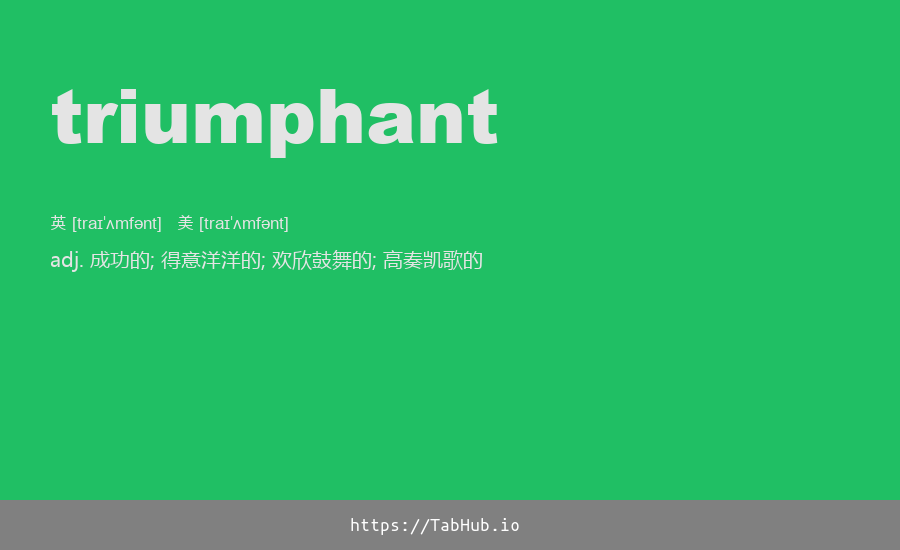 triumphant
英 [traɪˈʌmfənt] 美 [traɪˈʌmfənt]
adj. 成功的; 得意洋洋的; 欢欣鼓舞的; 高奏凯歌的
https://TabHub.io